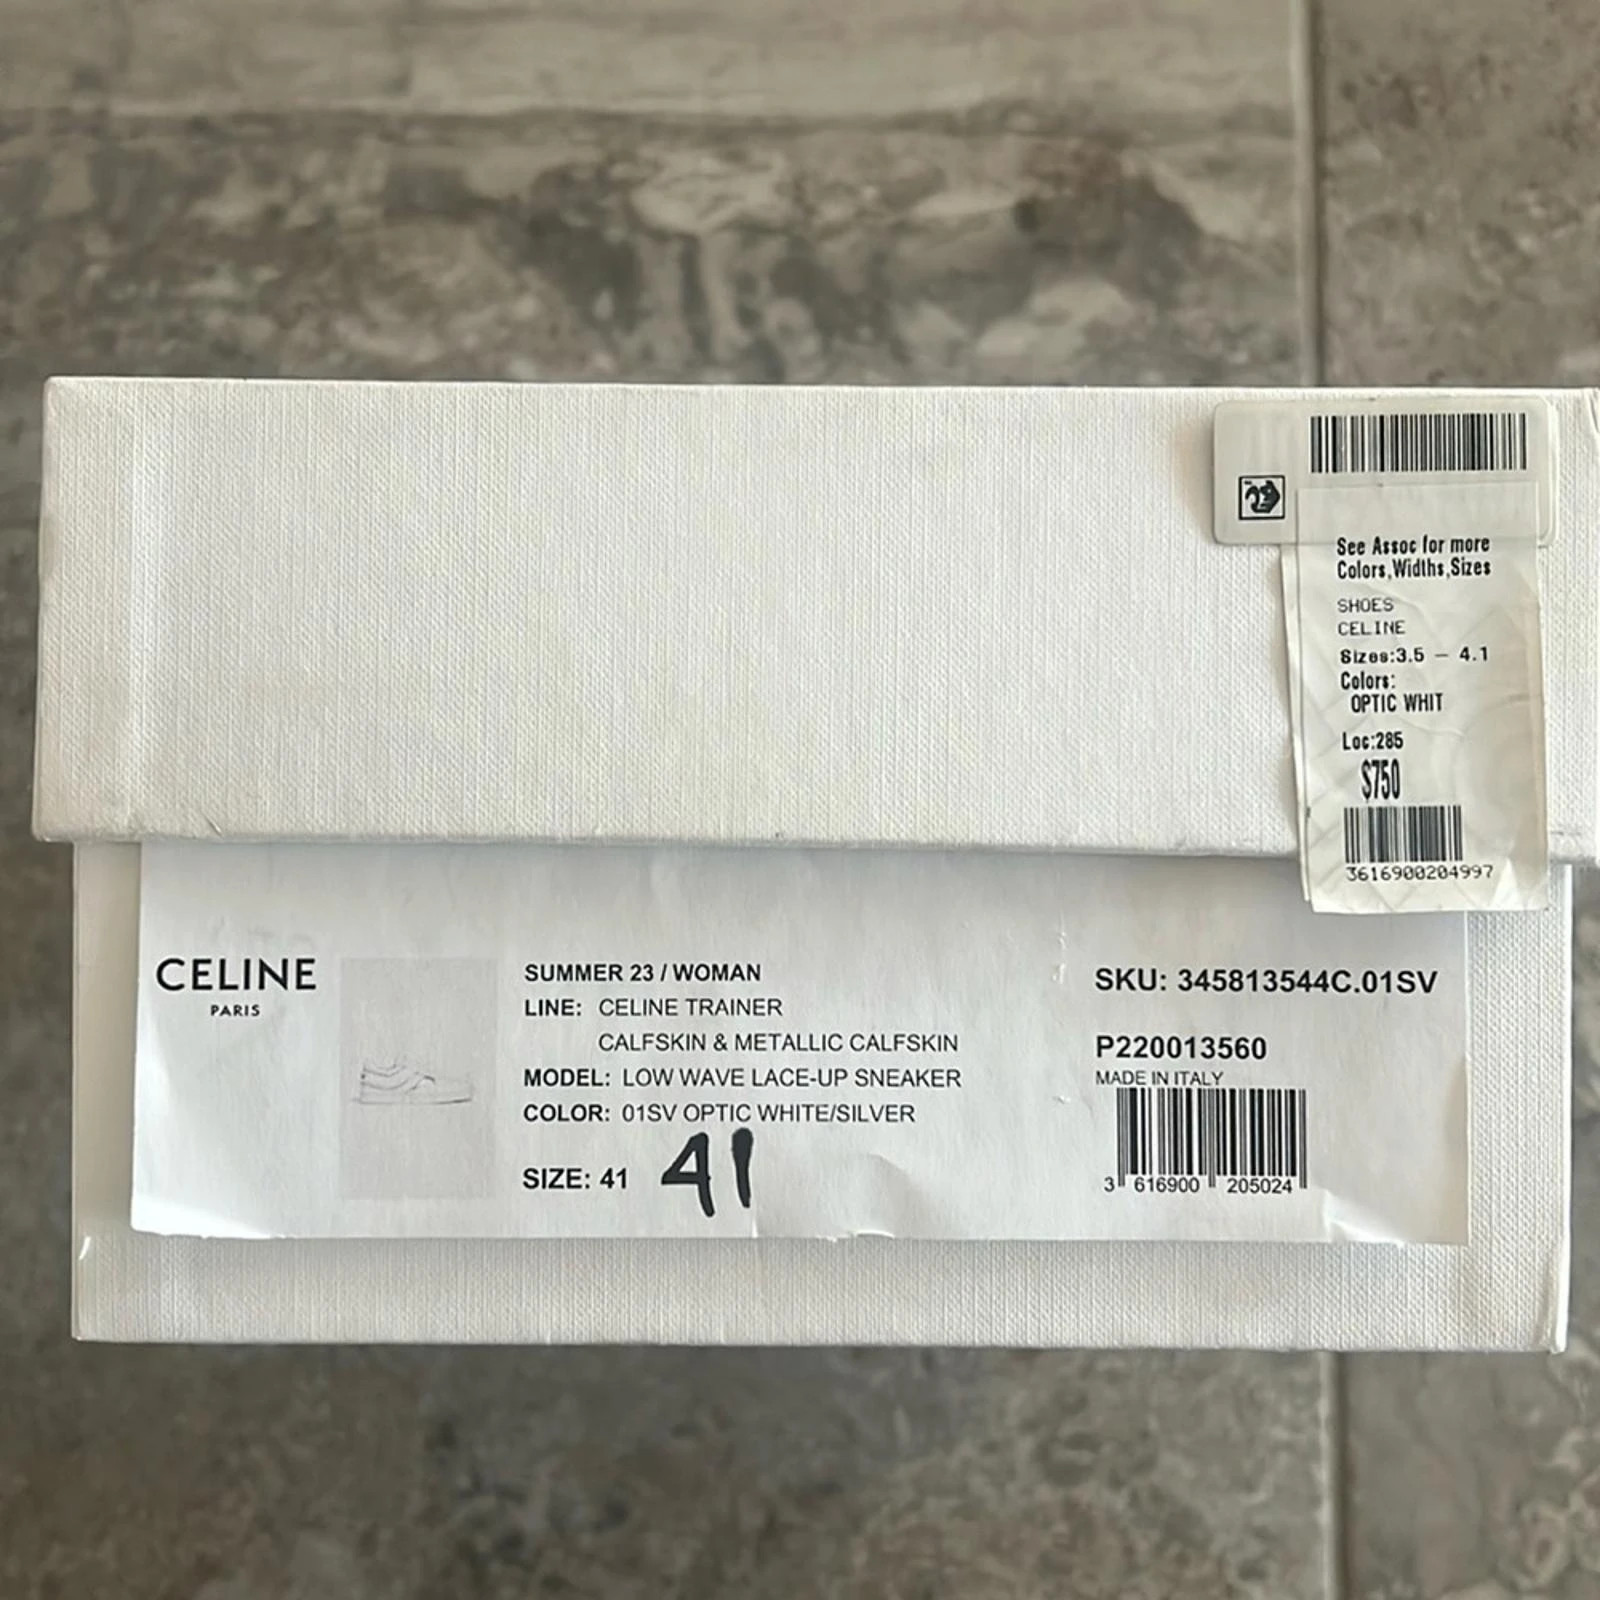 See Assoc for more
Colors,Widths,Sizes
SHOES
CELINE
Sizes:3.5 — 4.1
Colors:
OPTIC WHIT
Loc:285
$750
3616900204997
CELINE
PARIS
SUMMER 23 / WOMAN
LINE: CELINE TRAINER
CALFSKIN & METALLIC CALFSKIN
MODEL: LOW WAVE LACE-UP SNEAKER
COLOR: 01SV OPTIC WHITE/SILVER
SIZE: 41 41
SKU: 345813544C.01SV
P220013560
MADE IN ITALY
3 616900 205024